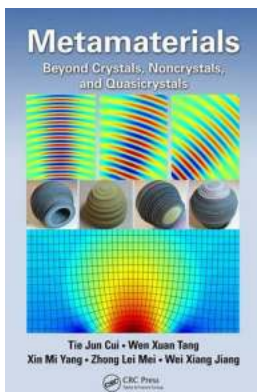 Metamaterials
Beyond Crystals, Noncrystals,
and Quasicrystals
Tie Jun Cui • Wen Xuan Tang
Xin Mi Yang • Zhong Lei Mei • Wei Xiang Jiang
CRC Press